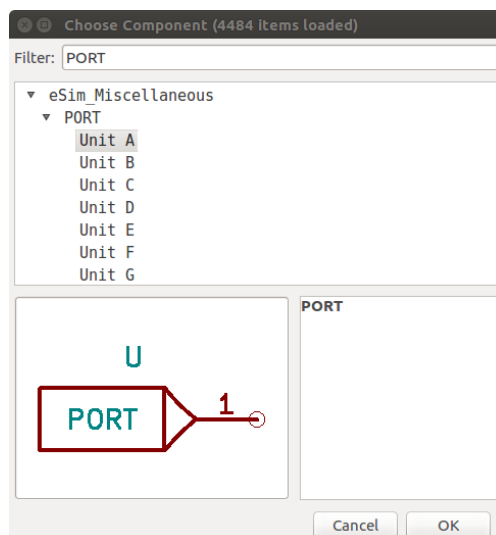 Choose Component (4484 items loaded)
Filter: PORT
eSim_Miscellaneous
PORT
Unit A
Unit B
Unit C
Unit D
Unit E
Unit F
Unit G
PORT
U
PORT 1
Cancel OK